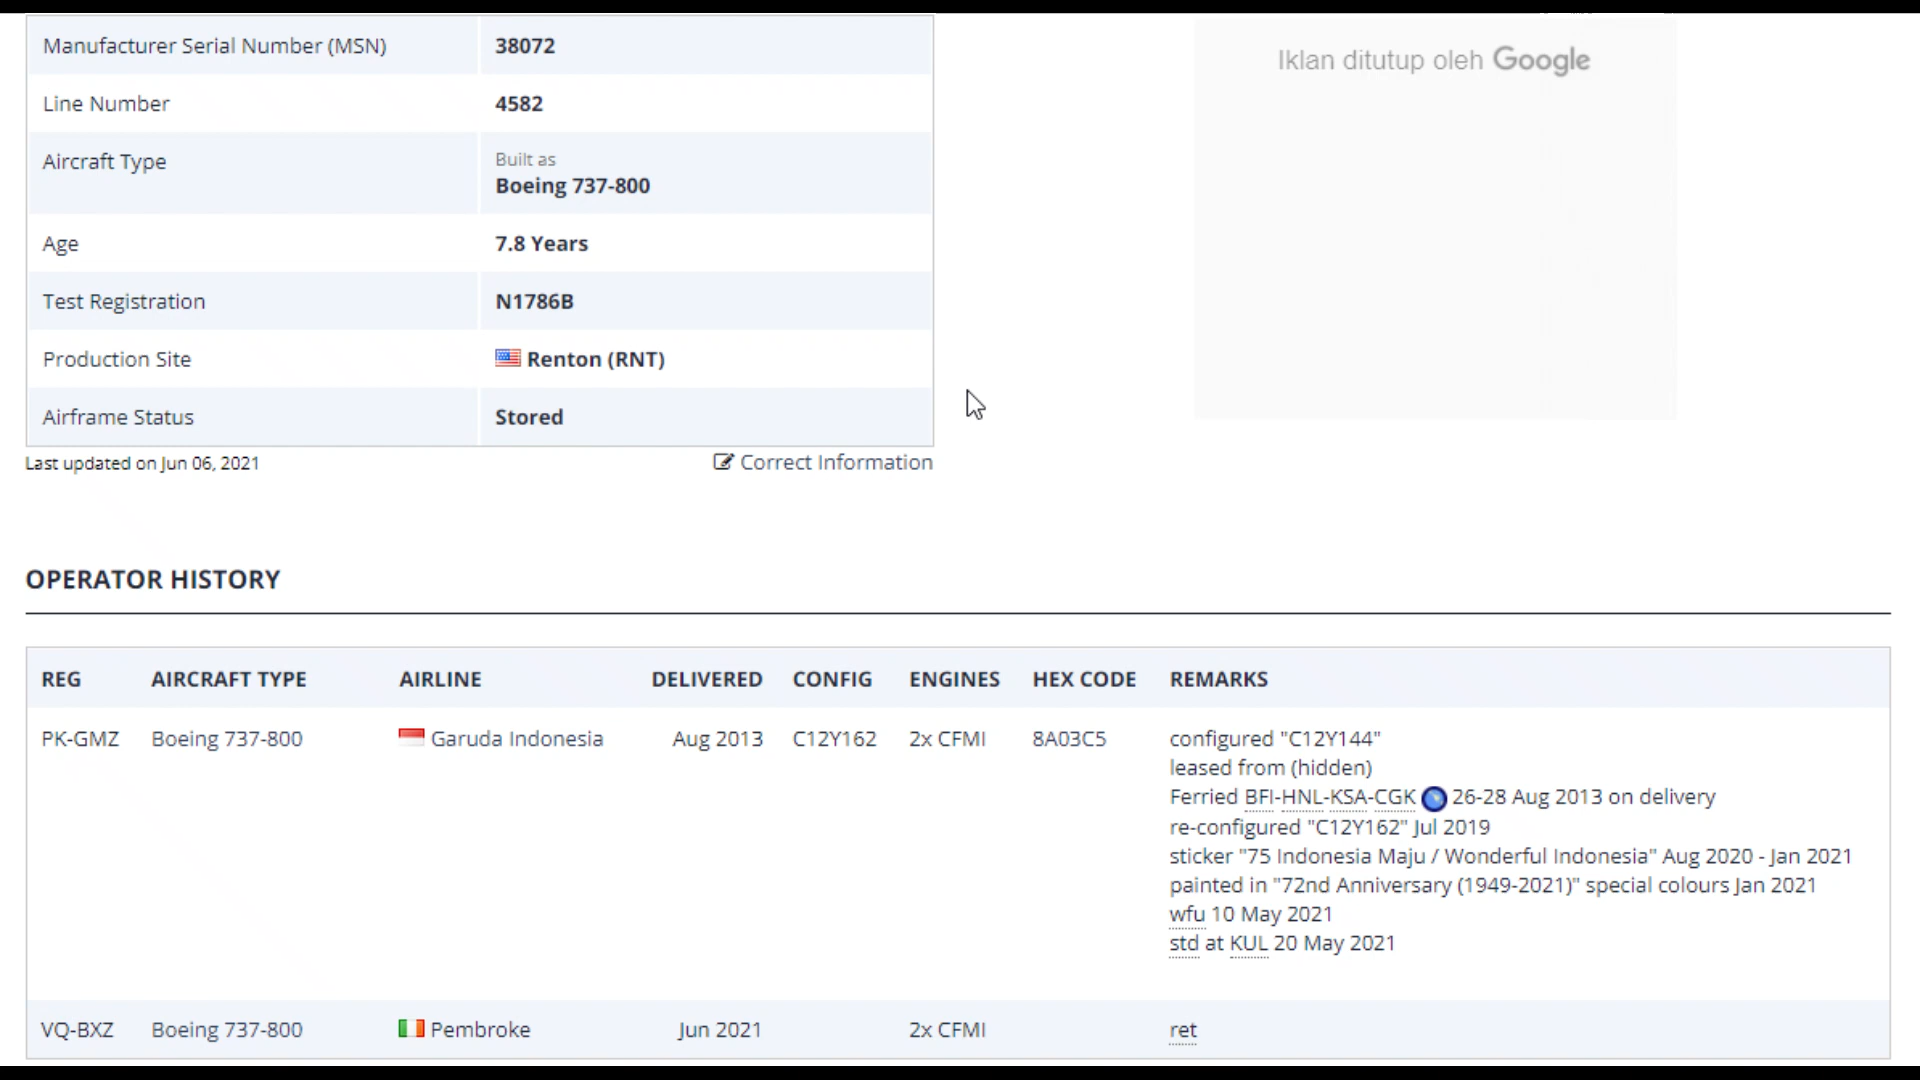 Manufacturer Serial Number (MSN) 38072
Line Number 4582
Aircraft Type Built as
Boeing 737-800
Age 7.8 Years
Test Registration N1786B
Production Site Renton (RNT)
Airframe Status Stored
Last updated on Jun 06, 2021 Correct Information
Iklan ditutup oleh Google
OPERATOR HISTORY
REG AIRCRAFT TYPE AIRLINE DELIVERED CONFIG ENGINES HEX CODE REMARKS
PK-GMZ Boeing 737-800 Garuda Indonesia Aug 2013 C12Y162 2x CFMI 8A03C5 configured "C12Y144"
leased from (hidden)
Ferried BFI-HNL-KSA-CGK 26-28 Aug 2013 on delivery
re-configured "C12Y162" Jul 2019
sticker "75 Indonesia Maju / Wonderful Indonesia" Aug 2020 - Jan 2021
painted in "72nd Anniversary (1949-2021)" special colours Jan 2021
wfu 10 May 2021
std at KUL 20 May 2021
VQ-BXZ Boeing 737-800 Pembroke Jun 2021 2x CFMI ret